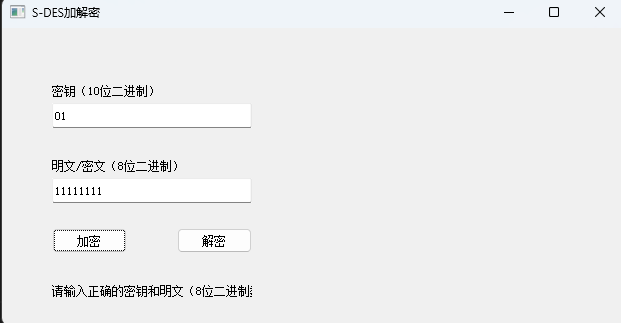 S-DES加解密
密钥（10位二进制）
01
明文/密文（8位二进制）
11111111
加密 解密
请输入正确的密钥和明文（8位二进制